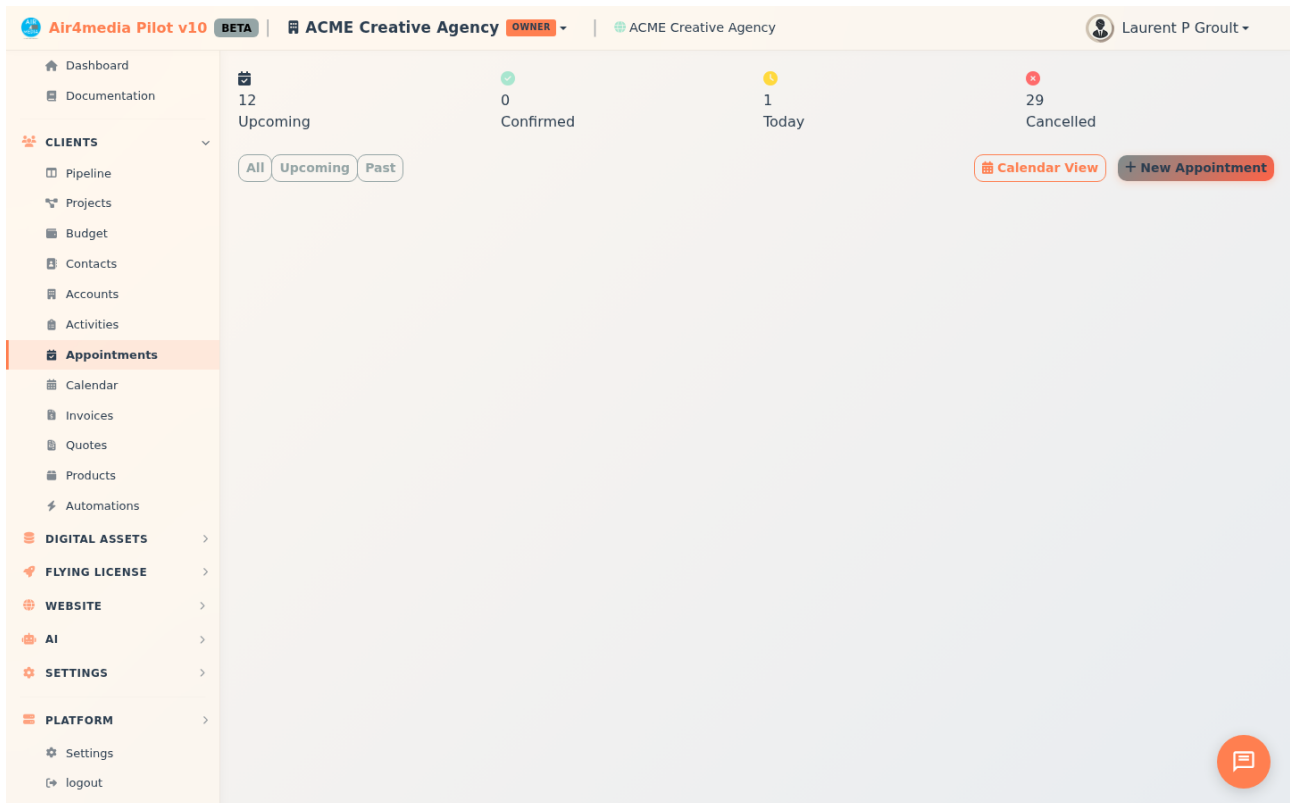 Air4media Pilot v10 BETA | ACME Creative Agency OWNER | ACME Creative Agency Laurent P Groult
Dashboard
Documentation
CLIENTS
Pipeline
Projects
Budget
Contacts
Accounts
Activities
Appointments
Calendar
Invoices
Quotes
Products
Automations
DIGITAL ASSETS
FLYING LICENSE
WEBSITE
AI
SETTINGS
PLATFORM
Settings
logout
12
Upcoming
0
Confirmed
1
Today
29
Cancelled
All Upcoming Past
Calendar View + New Appointment